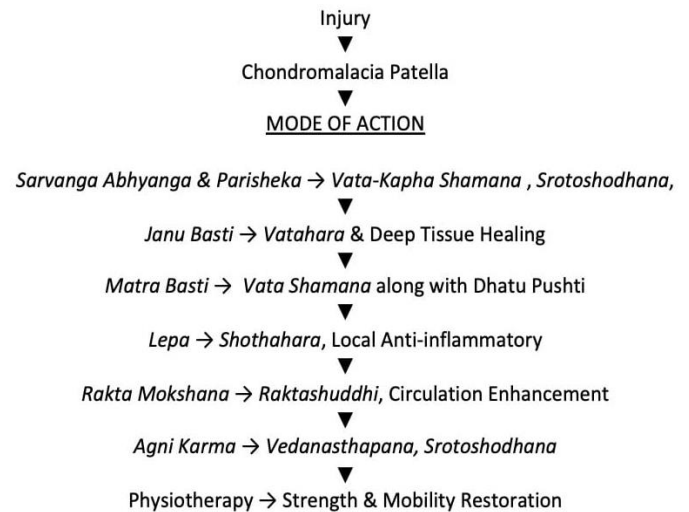 Injury
▼
Chondromalacia Patella
▼
MODE OF ACTION
Sarvanga Abhyanga & Parisheka → Vata-Kapha Shamana , Srotoshodhana,
▼
Janu Basti → Vatahara & Deep Tissue Healing
▼
Matra Basti → Vata Shamana along with Dhatu Pushti
▼
Lepa → Shothahara, Local Anti-inflammatory
▼
Rakta Mokshana → Raktashuddhi, Circulation Enhancement
▼
Agni Karma → Vedanasthapana, Srotoshodhana
▼
Physiotherapy → Strength & Mobility Restoration